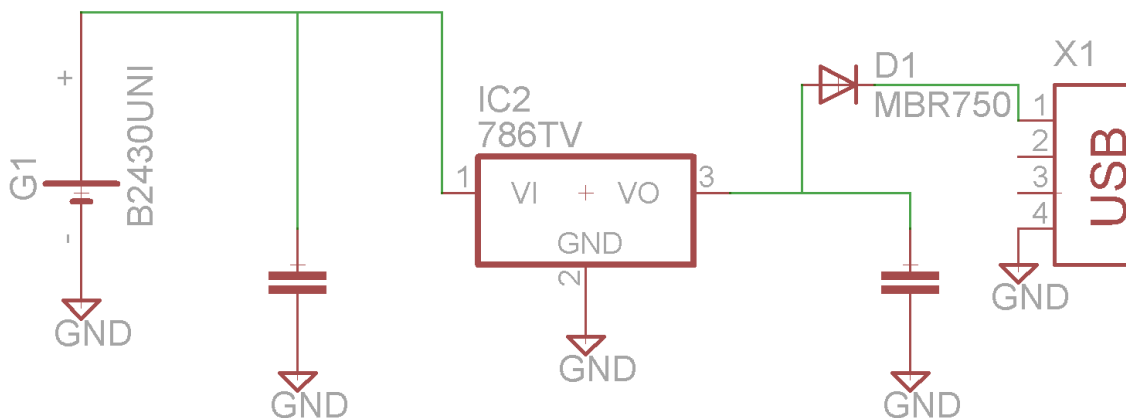 G1
+
-
B2430UNI
GND
GND
IC2
786TV
1
VI
VO
3
GND
2
GND
D1
MBR750
GND
X1
1
2
3
4
USB
GND